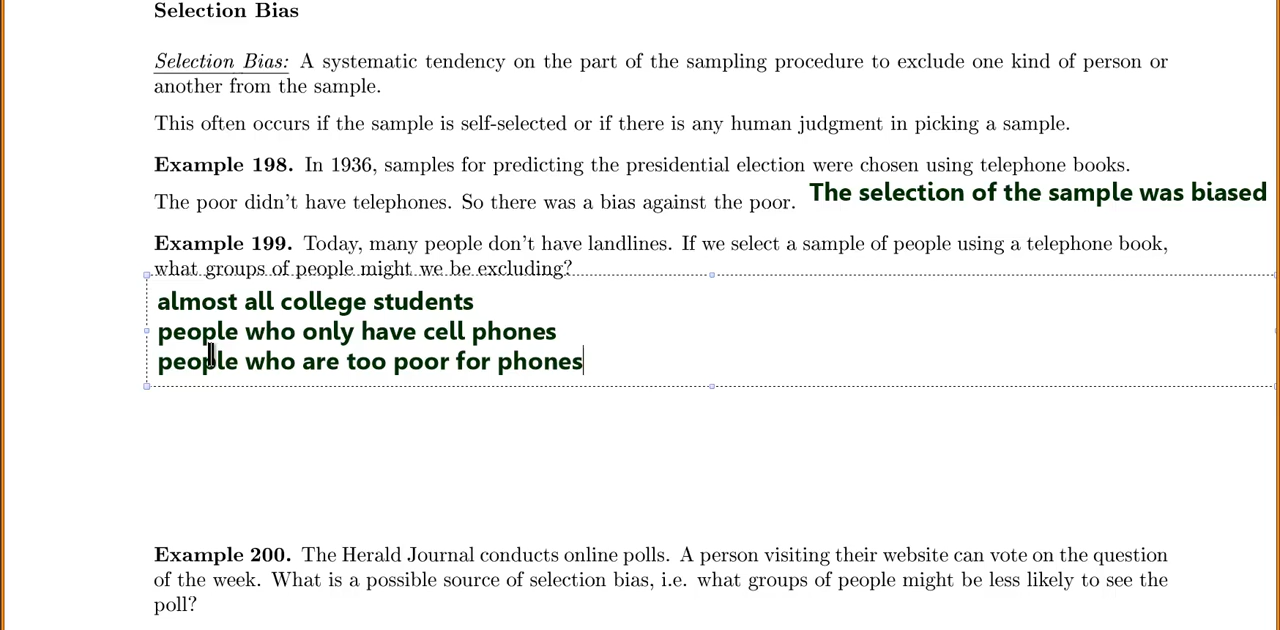 Selection Bias
Selection Bias: A systematic tendency on the part of the sampling procedure to exclude one kind of person or
another from the sample.
This often occurs if the sample is self-selected or if there is any human judgment in picking a sample.
Example 198. In 1936, samples for predicting the presidential election were chosen using telephone books.
The poor didn't have telephones. So there was a bias against the poor. The selection of the sample was biased
Example 199. Today, many people don't have landlines. If we select a sample of people using a telephone book,
what groups of people might we be excluding?
almost all college students
people who only have cell phones
people who are too poor for phones
Example 200. The Herald Journal conducts online polls. A person visiting their website can vote on the question
of the week. What is a possible source of selection bias, i.e. what groups of people might be less likely to see the
poll?